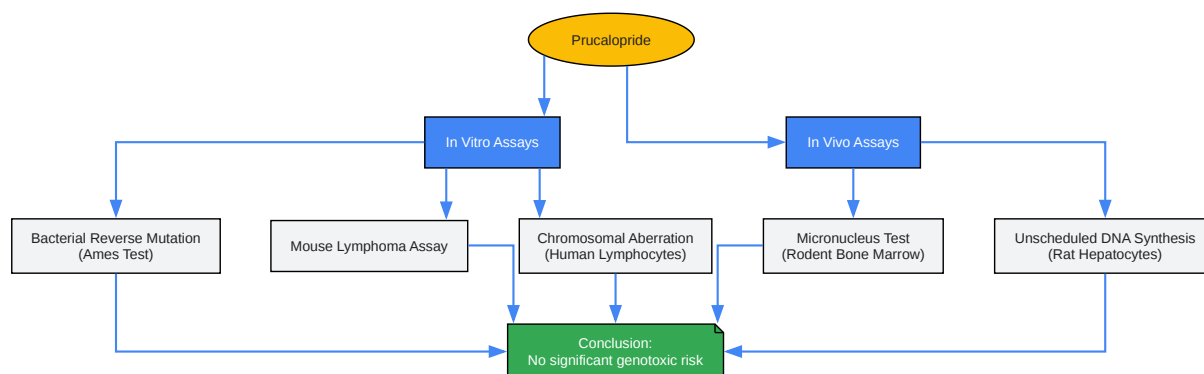 Prucalopride
In Vitro Assays
In Vivo Assays
Bacterial Reverse Mutation
(Ames Test)
Mouse Lymphoma Assay
Chromosomal Aberration
(Human Lymphocytes)
Micronucleus Test
(Rodent Bone Marrow)
Unscheduled DNA Synthesis
(Rat Hepatocytes)
Conclusion:
No significant genotoxic risk